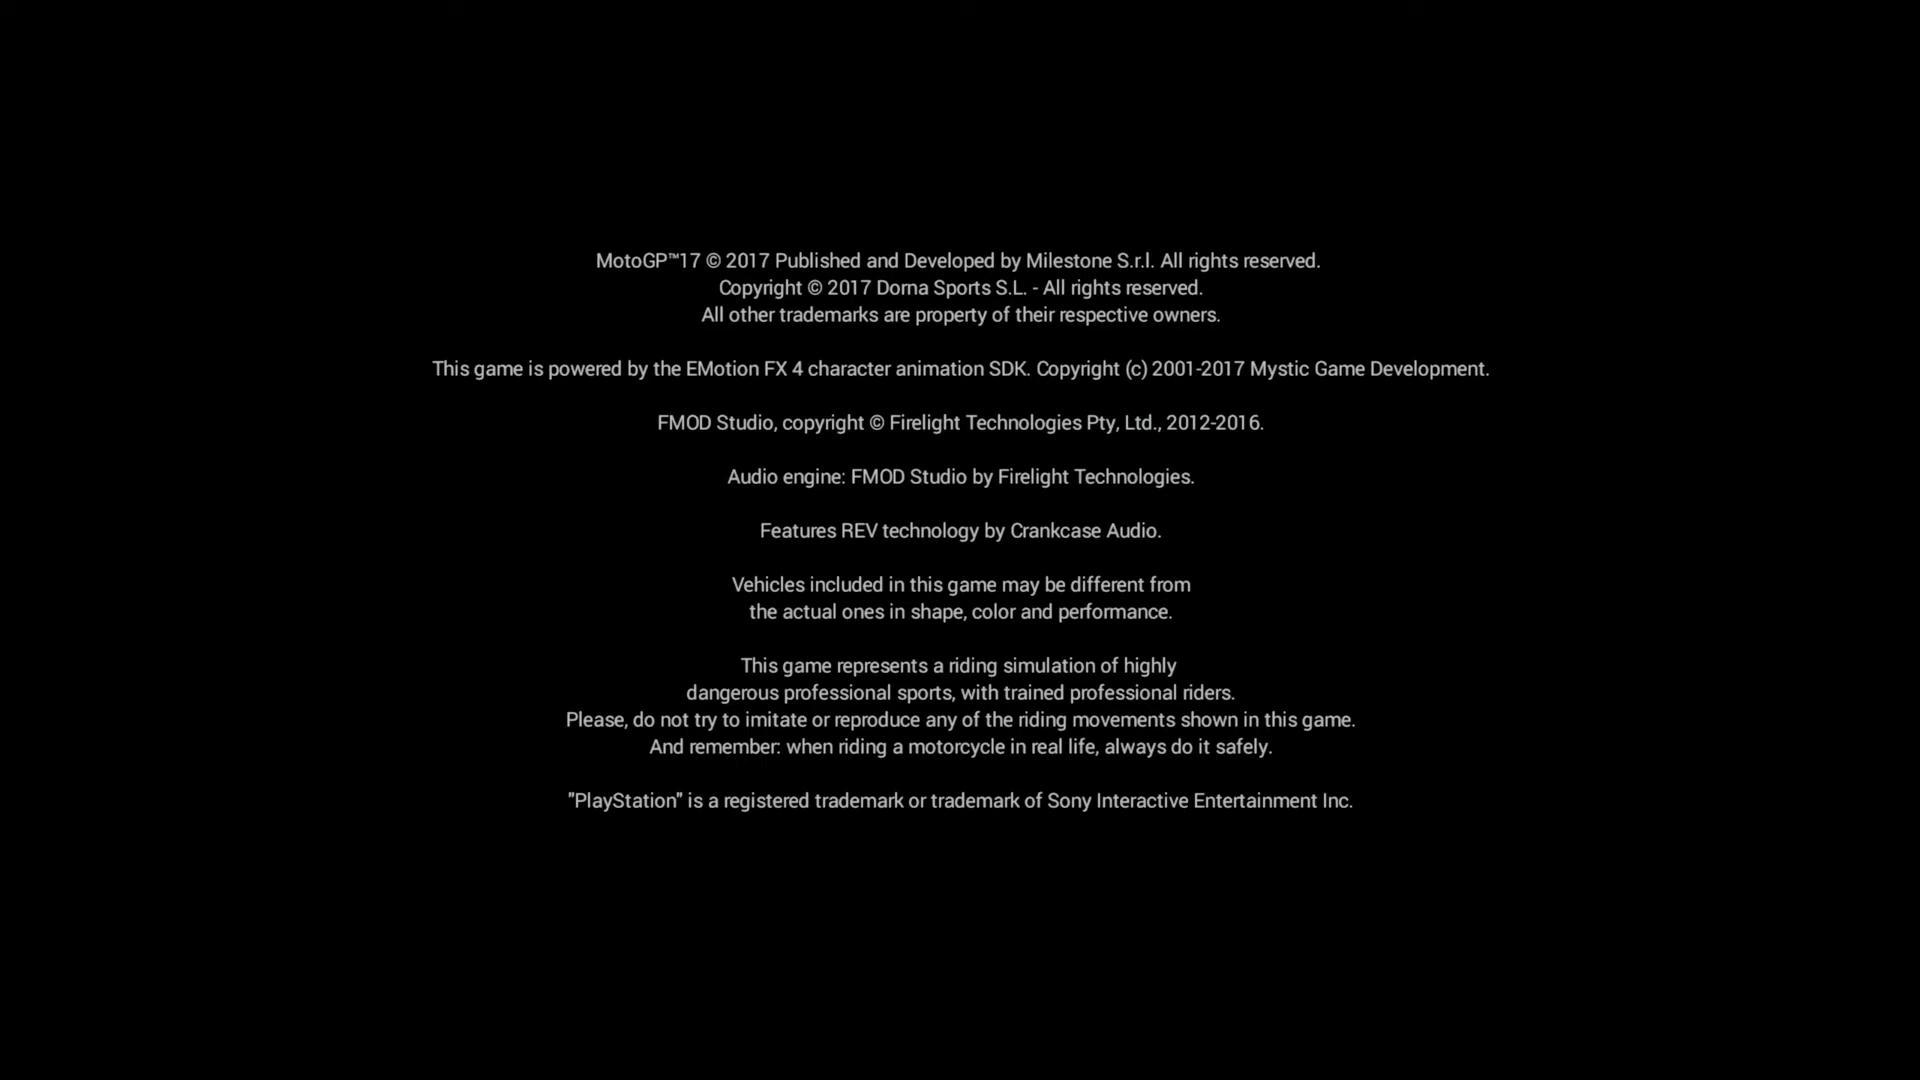 MotoGP™17 © 2017 Published and Developed by Milestone S.r.l. All rights reserved.
Copyright © 2017 Dorna Sports S.L. - All rights reserved.
All other trademarks are property of their respective owners.
This game is powered by the EMotion FX 4 character animation SDK. Copyright (c) 2001-2017 Mystic Game Development.
FMOD Studio, copyright © Firelight Technologies Pty, Ltd., 2012-2016.
Audio engine: FMOD Studio by Firelight Technologies.
Features REV technology by Crankcase Audio.
Vehicles included in this game may be different from
the actual ones in shape, color and performance.
This game represents a riding simulation of highly
dangerous professional sports, with trained professional riders.
Please, do not try to imitate or reproduce any of the riding movements shown in this game.
And remember: when riding a motorcycle in real life, always do it safely.
"PlayStation" is a registered trademark or trademark of Sony Interactive Entertainment Inc.